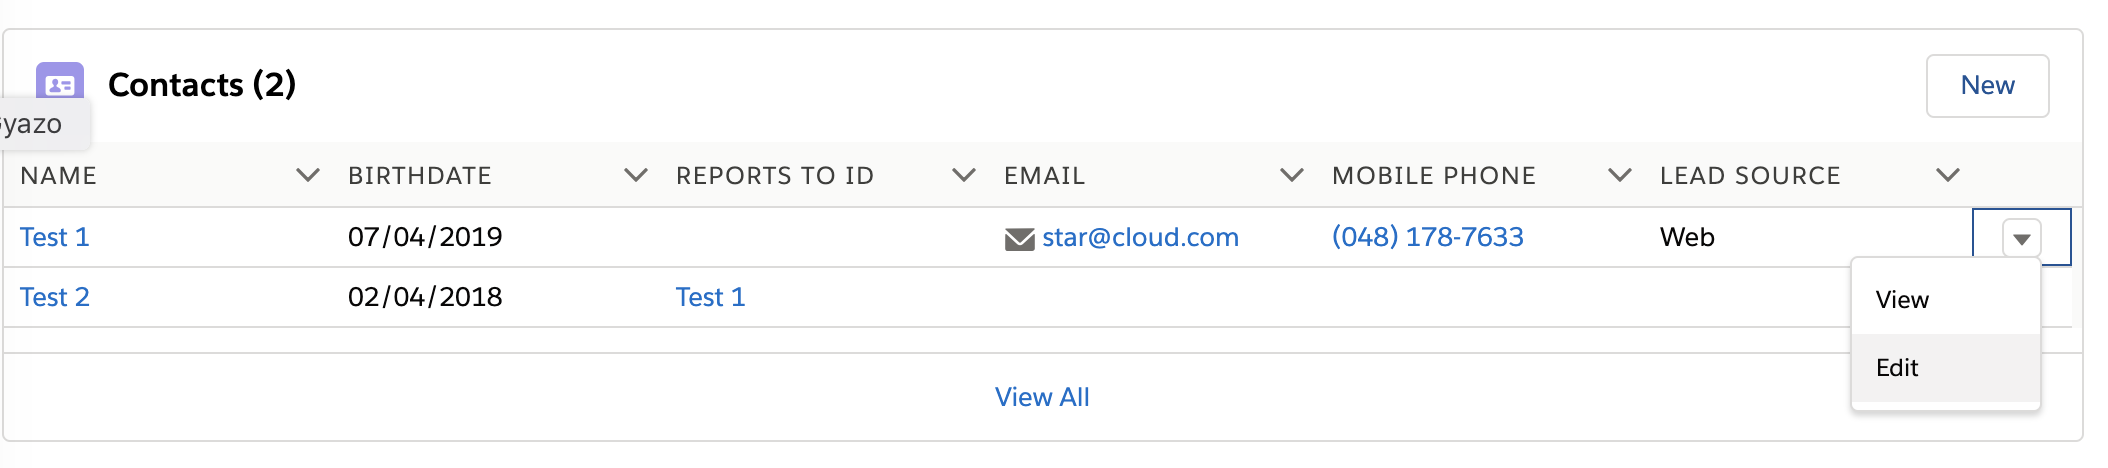 Contacts (2)
New
yazo
NAME BIRTHDATE REPORTS TO ID EMAIL MOBILE PHONE LEAD SOURCE
Test 1 07/04/2019 star@cloud.com (048) 178-7633 Web
Test 2 02/04/2018 Test 1
View
Edit
View All